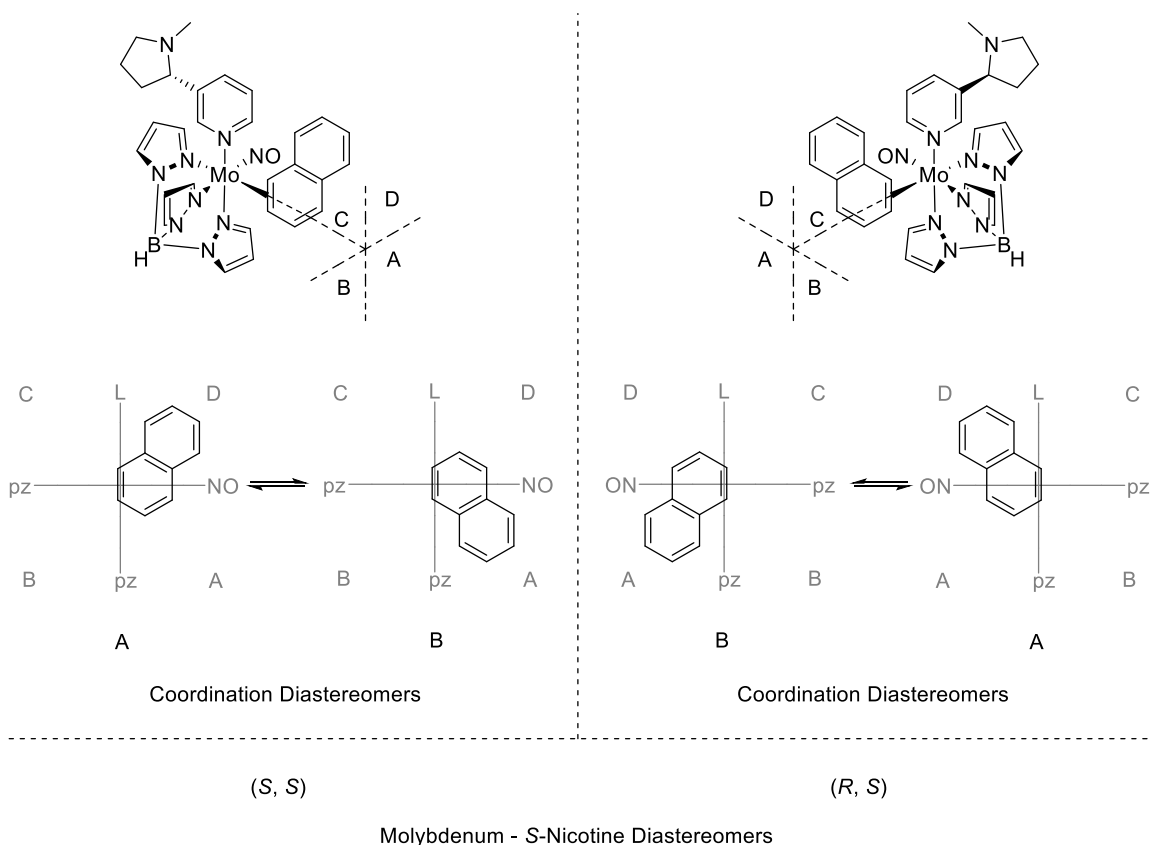 N N
N N
NO ON
N N Mo Mo N N
N N N N
N N N N
B N N B
H H
D D
C C
A A
B B
C L D C L D D L C D L C
pz NO pz NO ON pz ON pz
B pz A B pz A A pz B A pz B
A B B A
Coordination Diastereomers Coordination Diastereomers
(S, S) (R, S)
Molybdenum - S-Nicotine Diastereomers